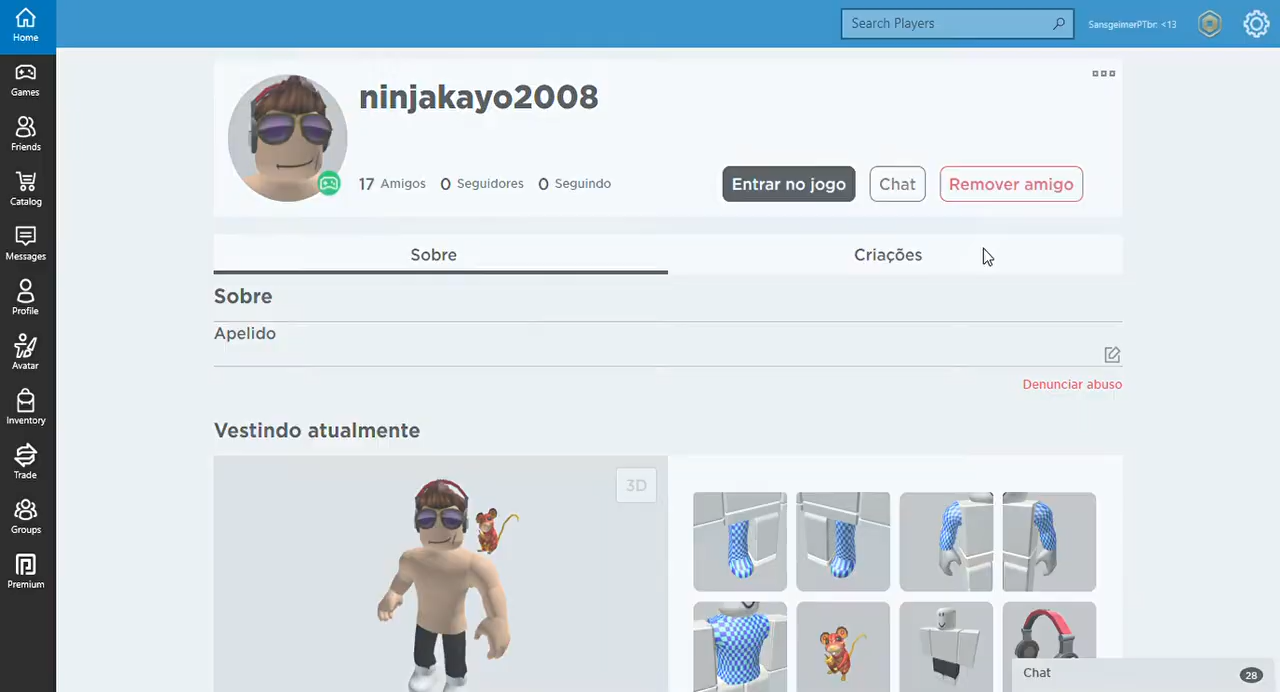 Home
Search Players
SansgeimerPTbr: <13
Games
Friends
Catalog
Messages
Profile
Avatar
Inventory
Trade
Groups
Premium
ninjakayo2008
17 Amigos 0 Seguidores 0 Seguindo
Entrar no jogo
Chat
Remover amigo
Sobre
Criações
Sobre
Apelido
Denunciar abuso
Vestindo atualmente
3D
Chat
28